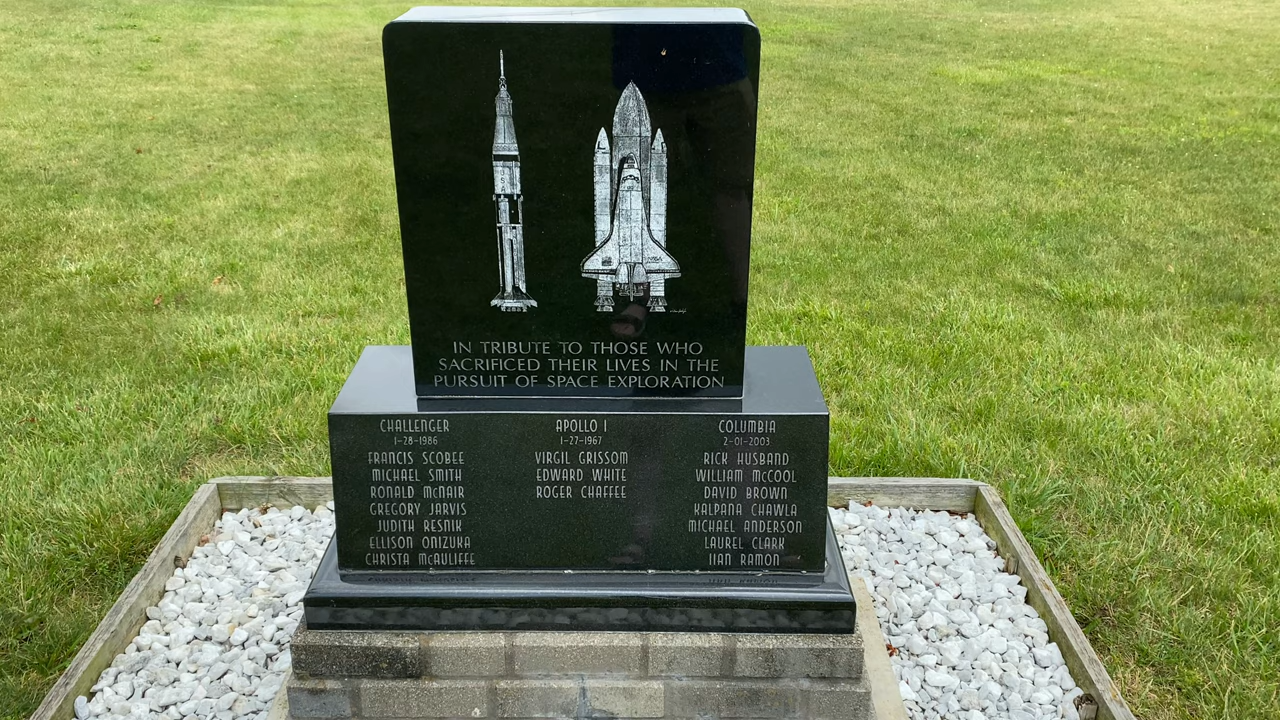 IN TRIBUTE TO THOSE WHO
SACRIFICED THEIR LIVES IN THE
PURSUIT OF SPACE EXPLORATION
CHALLENGER
1-28-1986
FRANCIS SCOBEE
MICHAEL SMITH
RONALD McNAIR
GREGORY JARVIS
JUDITH RESNIK
ELLISON ONIZUKA
CHRISTA McAULIFFE
APOLLO I
1-27-1967
VIRGIL GRISSOM
EDWARD WHITE
ROGER CHAFFEE
COLUMBIA
2-01-2003
RICK HUSBAND
WILLIAM McCOOL
DAVID BROWN
KALPANA CHAWLA
MICHAEL ANDERSON
LAUREL CLARK
IIAN RAMON